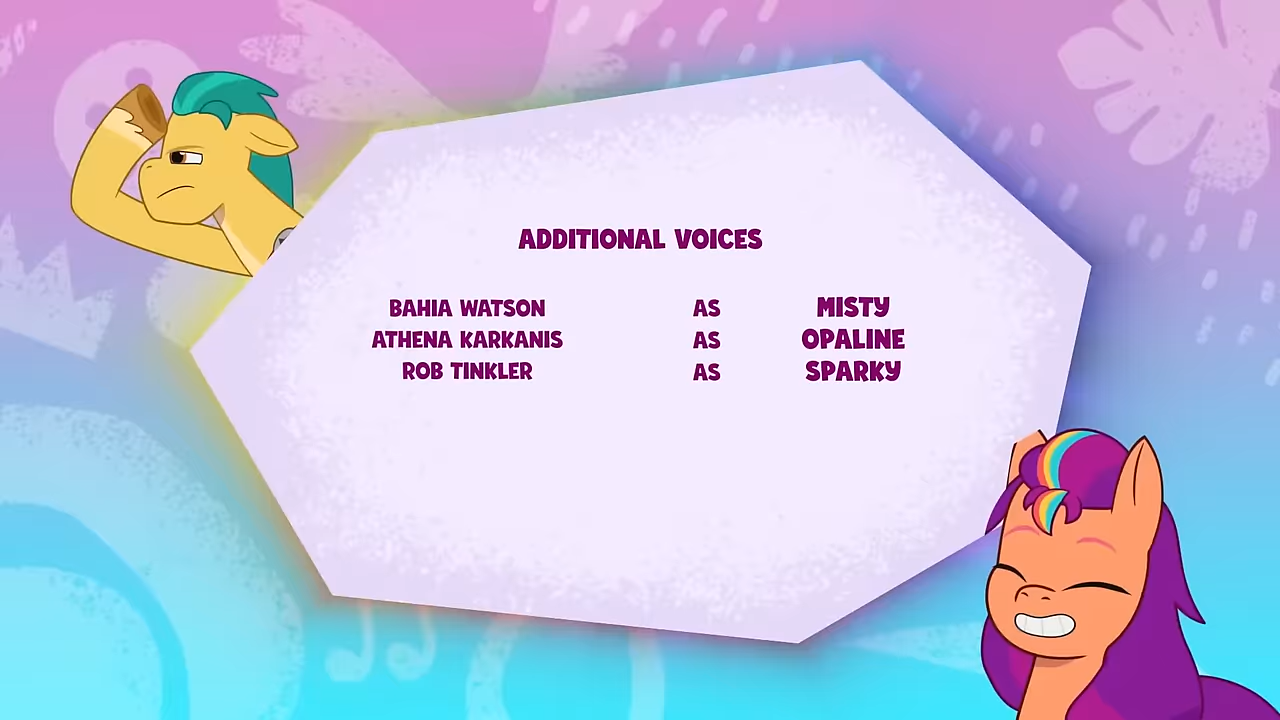 ADDITIONAL VOICES
BAHIA WATSON AS MISTY
ATHENA KARKANIS AS OPALINE
ROB TINKLER AS SPARKY